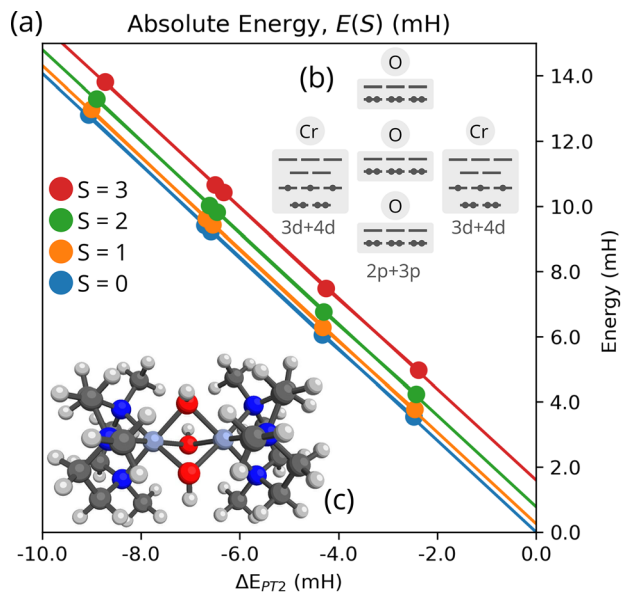 (a)
Absolute Energy, E(S) (mH)
(b)
O
Cr
O
Cr
O
3d+4d
3d+4d
2p+3p
S = 3
S = 2
S = 1
S = 0
(c)
14.0
12.0
10.0
8.0
6.0
4.0
2.0
0.0
Energy (mH)
-10.0
-8.0
-6.0
-4.0
-2.0
0.0
ΔE_PT2 (mH)